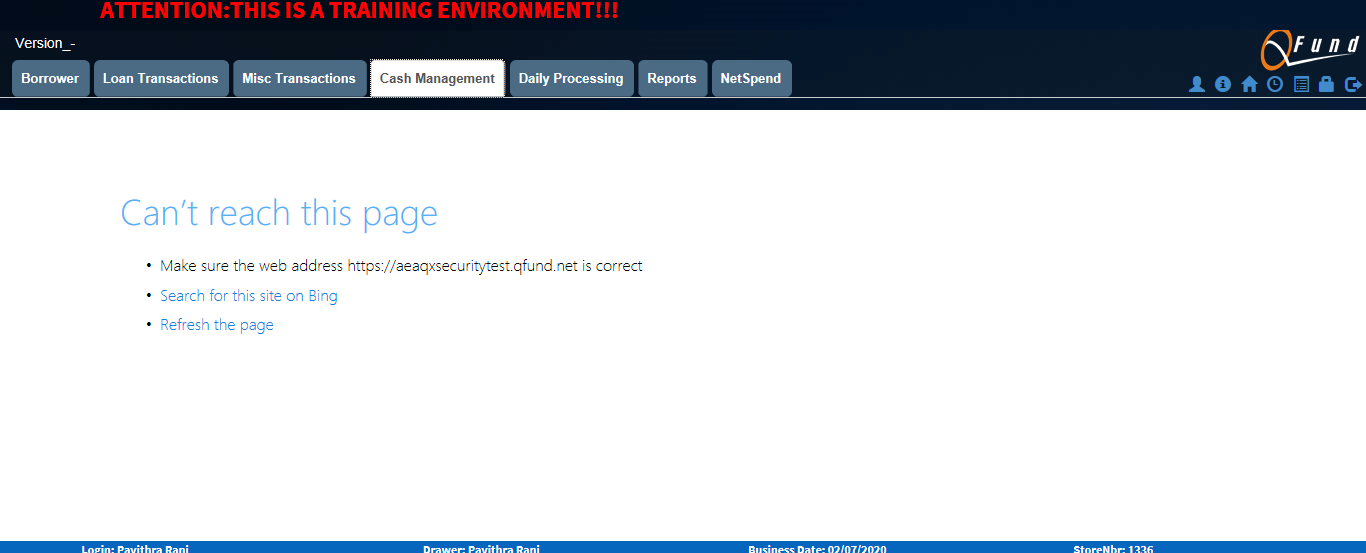 ATTENTION:THIS IS A TRAINING ENVIRONMENT!!!
Version_-
QFund
Borrower Loan Transactions Misc Transactions Cash Management Daily Processing Reports NetSpend
Can’t reach this page
• Make sure the web address https://aeaqxsecuritytest.qfund.net is correct
• Search for this site on Bing
• Refresh the page
Login: Pavithra Rani Drawer: Pavithra Rani Business Date: 02/07/2020 StoreNbr: 1336